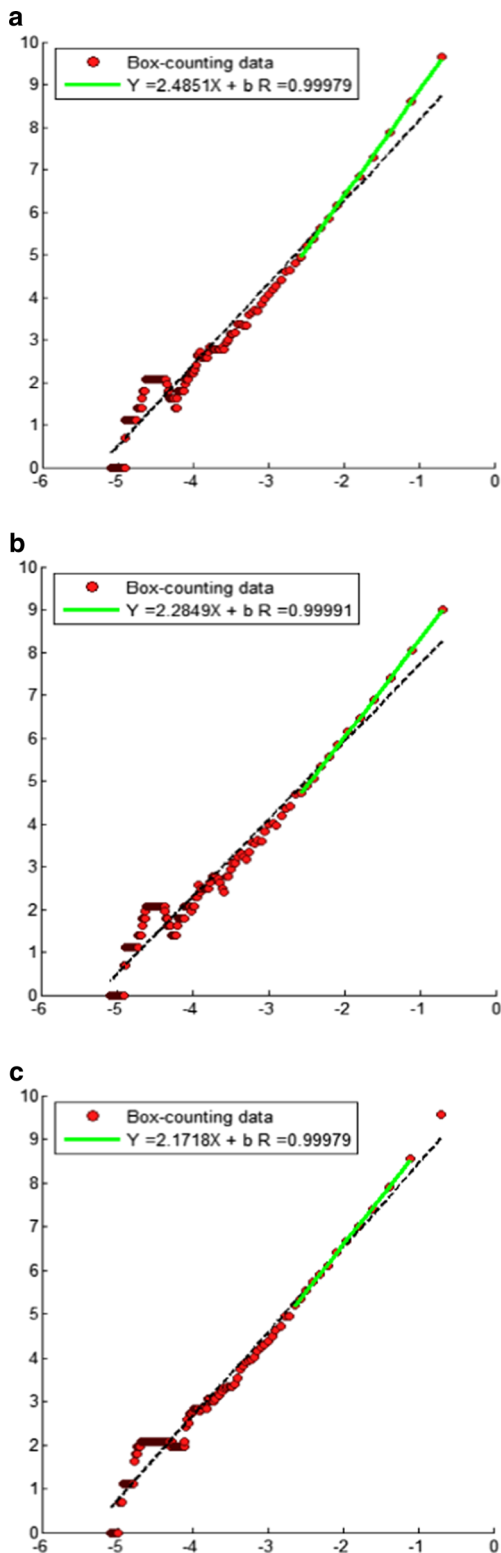 a
10
Box-counting data
9
Y =2.4851X + b R =0.99979
8
7
6
5
4
3
2
1
0
-6 -5 -4 -3 -2 -1 0
b
10
Box-counting data
9
Y =2.2849X + b R =0.99991
8
7
6
5
4
3
2
1
0
-6 -5 -4 -3 -2 -1 0
c
10
Box-counting data
9
Y =2.1718X + b R =0.99979
8
7
6
5
4
3
2
1
0
-6 -5 -4 -3 -2 -1 0